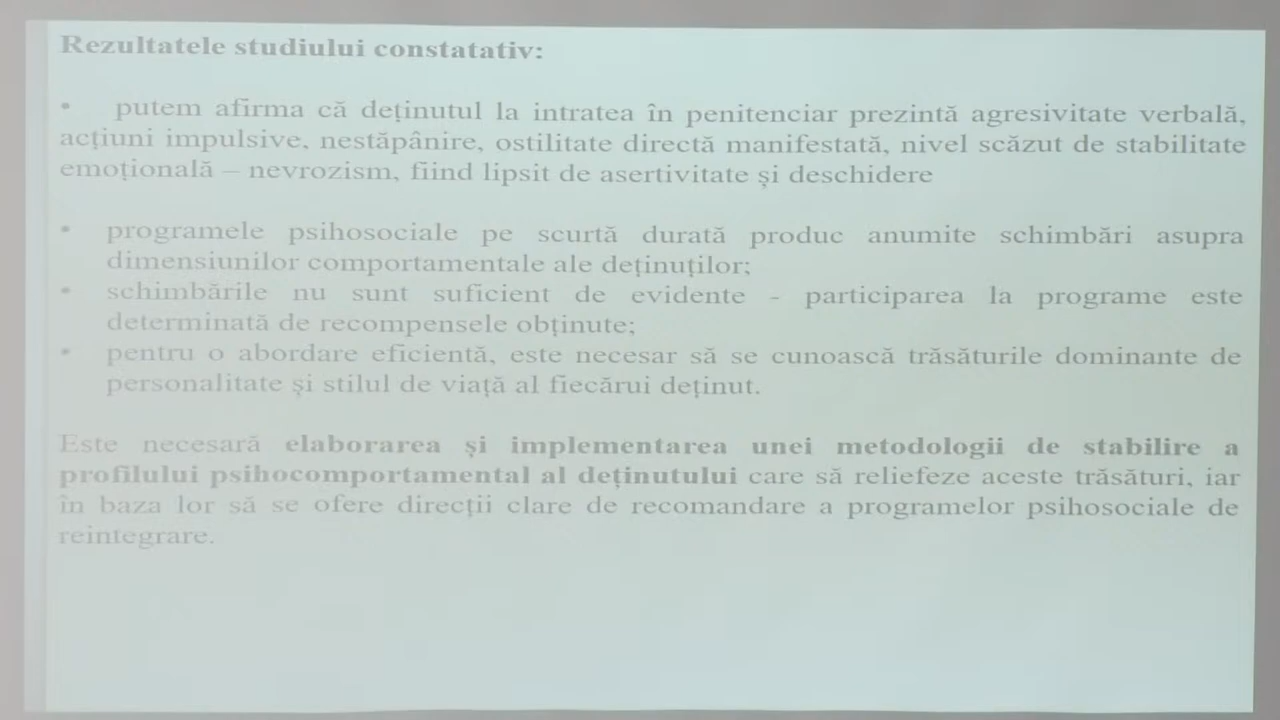 Rezultatele studiului constatativ:
• putem afirma că deținutul la intratea în penitenciar prezintă agresivitate verbală,
acțiuni impulsive, nestăpânire, ostilitate directă manifestată, nivel scăzut de stabilitate
emoțională – nevrozism, fiind lipsit de asertivitate și deschidere
• programele psihosociale pe scurtă durată produc anumite schimbări asupra
dimensiunilor comportamentale ale deținuților;
• schimbările nu sunt suficient de evidente - participarea la programe este
determinată de recompensele obținute;
• pentru o abordare eficientă, este necesar să se cunoască trăsăturile dominante de
personalitate și stilul de viață al fiecărui deținut.
Este necesară elaborarea și implementarea unei metodologii de stabilire a
profilului psihocomportamental al deținutului care să reliefeze aceste trăsături, iar
în baza lor să se ofere direcții clare de recomandare a programelor psihosociale de
reintegrare.